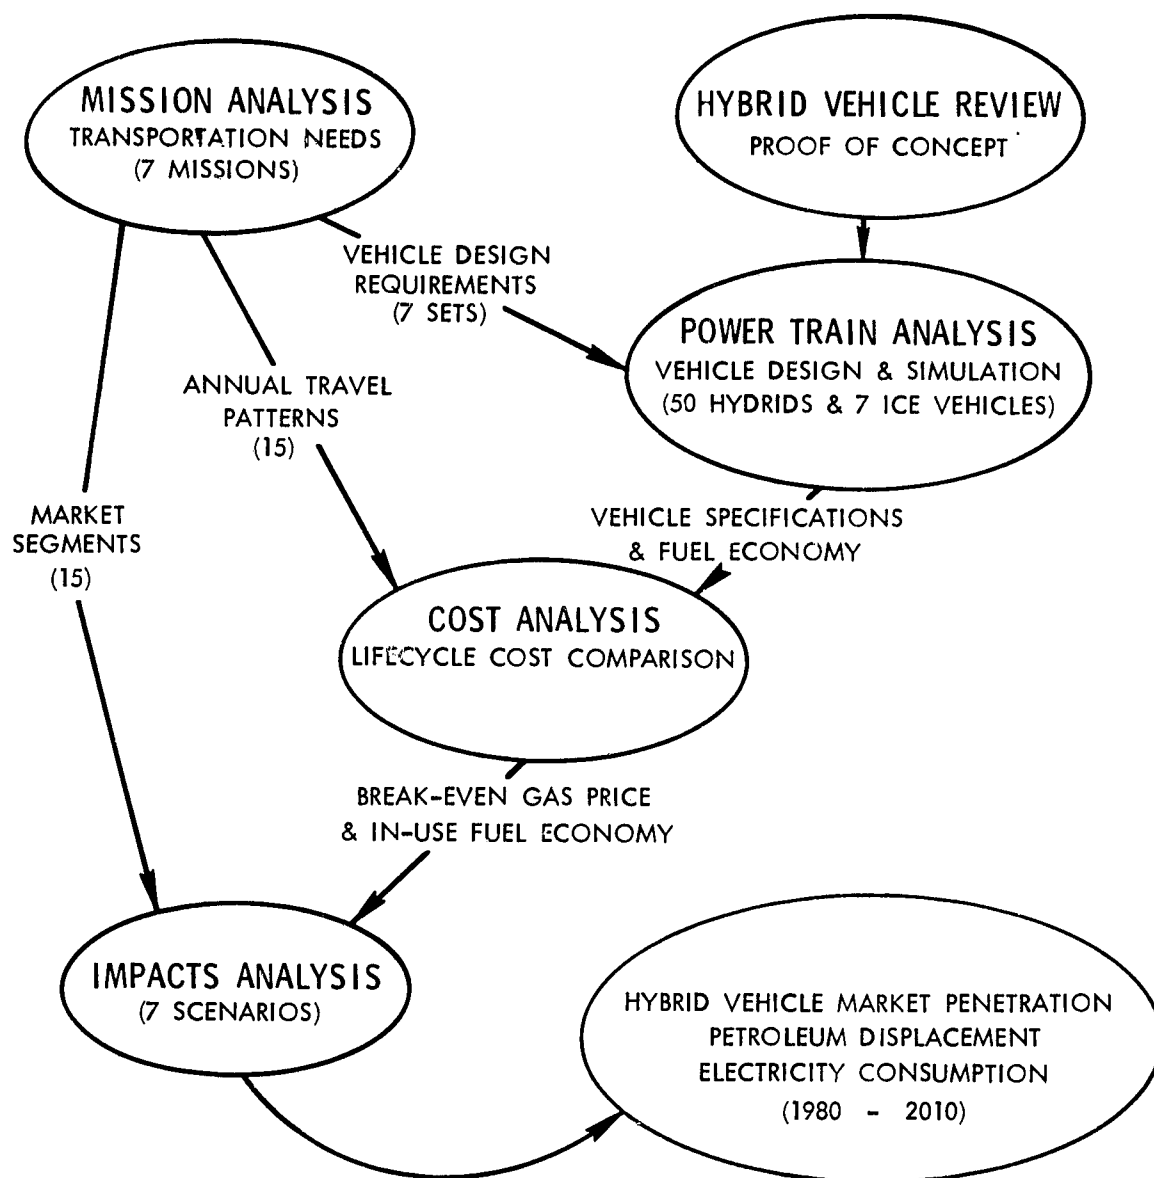 MISSION ANALYSIS
TRANSPORTATION NEEDS
(7 MISSIONS)
HYBRID VEHICLE REVIEW
PROOF OF CONCEPT
VEHICLE DESIGN
REQUIREMENTS
(7 SETS)
POWER TRAIN ANALYSIS
VEHICLE DESIGN & SIMULATION
(50 HYDRIDS & 7 ICE VEHICLES)
ANNUAL TRAVEL
PATTERNS
(15)
MARKET
SEGMENTS
(15)
VEHICLE SPECIFICATIONS
& FUEL ECONOMY
COST ANALYSIS
LIFECYCLE COST COMPARISON
BREAK-EVEN GAS PRICE
& IN-USE FUEL ECONOMY
IMPACTS ANALYSIS
(7 SCENARIOS)
HYBRID VEHICLE MARKET PENETRATION
PETROLEUM DISPLACEMENT
ELECTRICITY CONSUMPTION
(1980 - 2010)